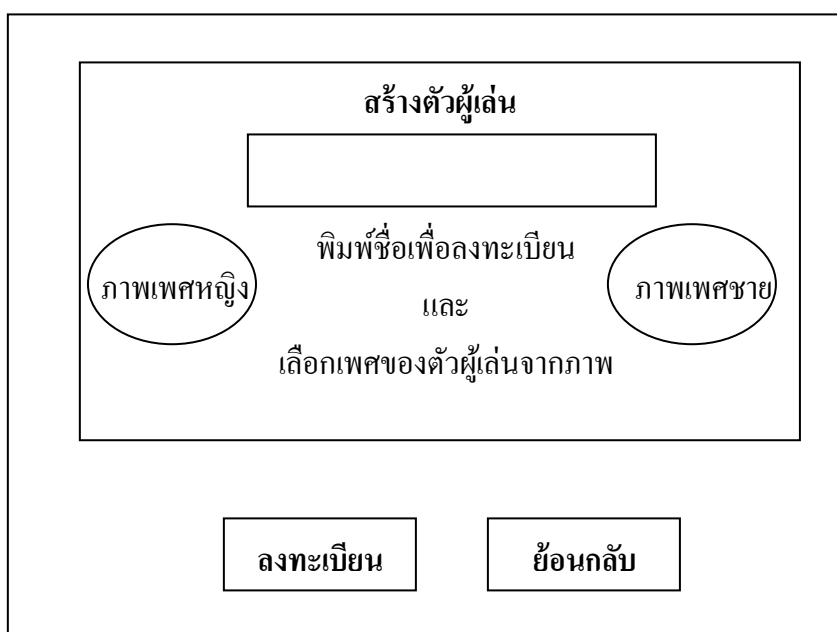 สร้างตัวผู้เล่น
พิมพ์ชื่อเพื่อลงทะเบียน
ภาพเพศหญิง
ภาพเพศชาย
และ
เลือกเพศของตัวผู้เล่นจากภาพ
ลงทะเบียน
ย้อนกลับ